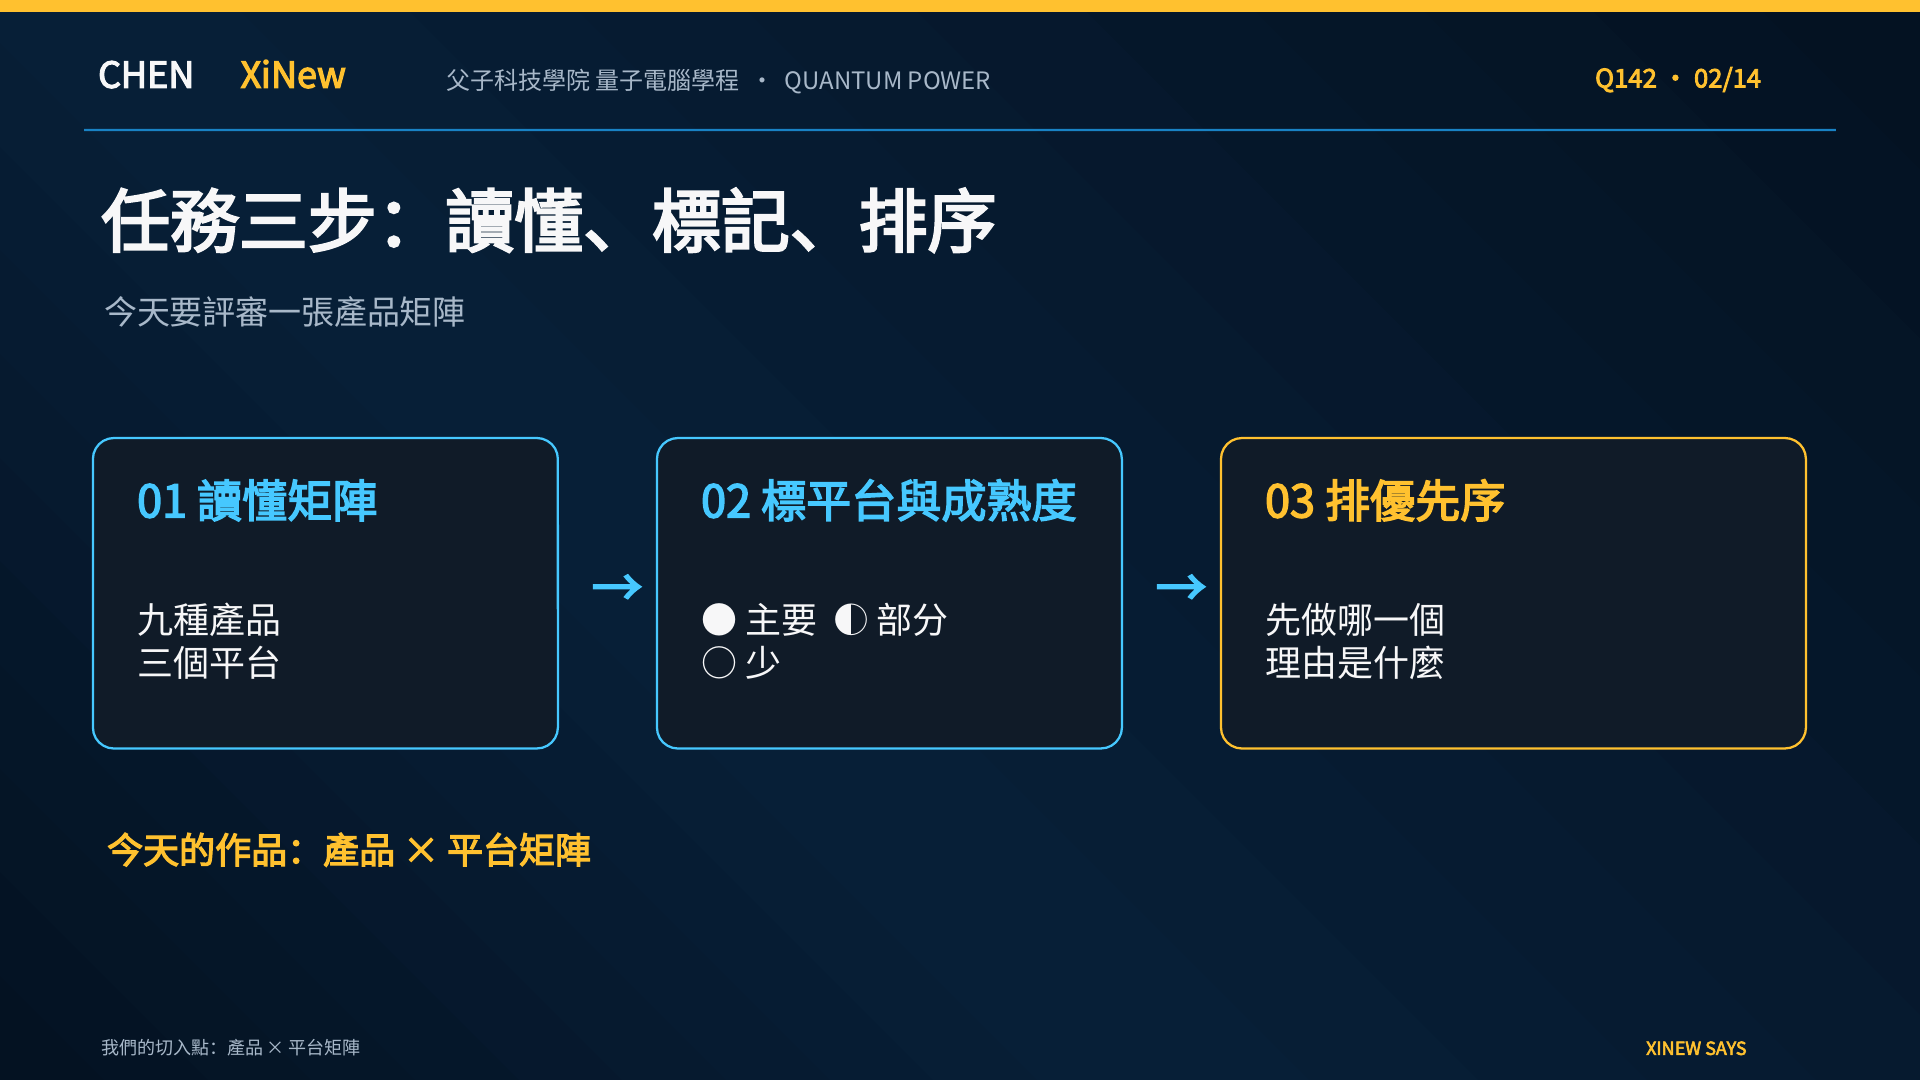 CHEN XiNew 父子科技學院 量子電腦學程 • QUANTUM POWER Q142 • 02/14
任務三步：讀懂、標記、排序
今天要評審一張產品矩陣
01 讀懂矩陣
九種產品
三個平台
→
02 標平台與成熟度
● 主要 ◐ 部分
○ 少
→
03 排優先序
先做哪一個
理由是什麼
今天的作品：產品 × 平台矩陣
我們的切入點：產品 × 平台矩陣
XINEW SAYS